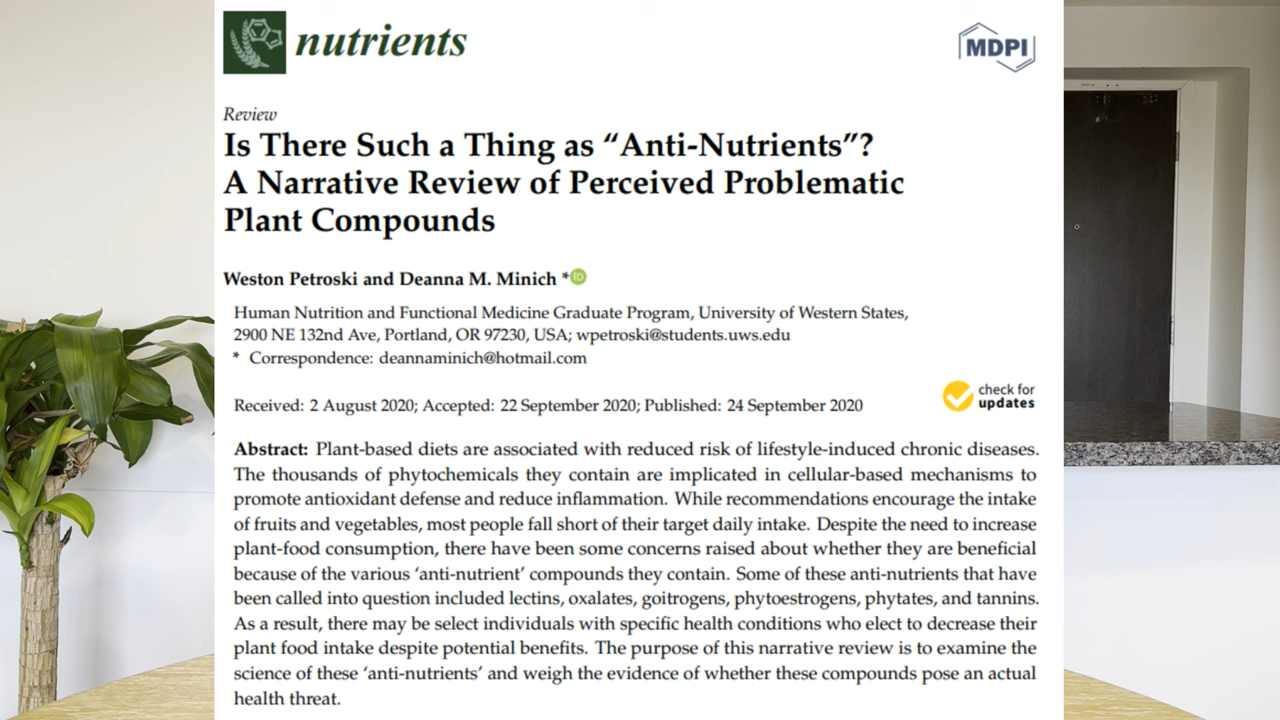 nutrients
MDPI
Review
Is There Such a Thing as “Anti-Nutrients”?
A Narrative Review of Perceived Problematic
Plant Compounds
Weston Petroski and Deanna M. Minich * iD
Human Nutrition and Functional Medicine Graduate Program, University of Western States,
2900 NE 132nd Ave, Portland, OR 97230, USA; wpetroski@students.uws.edu
* Correspondence: deannaminich@hotmail.com
check for
updates
Received: 2 August 2020; Accepted: 22 September 2020; Published: 24 September 2020
Abstract: Plant-based diets are associated with reduced risk of lifestyle-induced chronic diseases.
The thousands of phytochemicals they contain are implicated in cellular-based mechanisms to
promote antioxidant defense and reduce inflammation. While recommendations encourage the intake
of fruits and vegetables, most people fall short of their target daily intake. Despite the need to increase
plant-food consumption, there have been some concerns raised about whether they are beneficial
because of the various ‘anti-nutrient’ compounds they contain. Some of these anti-nutrients that have
been called into question included lectins, oxalates, goitrogens, phytoestrogens, phytates, and tannins.
As a result, there may be select individuals with specific health conditions who elect to decrease their
plant food intake despite potential benefits. The purpose of this narrative review is to examine the
science of these ‘anti-nutrients’ and weigh the evidence of whether these compounds pose an actual
health threat.